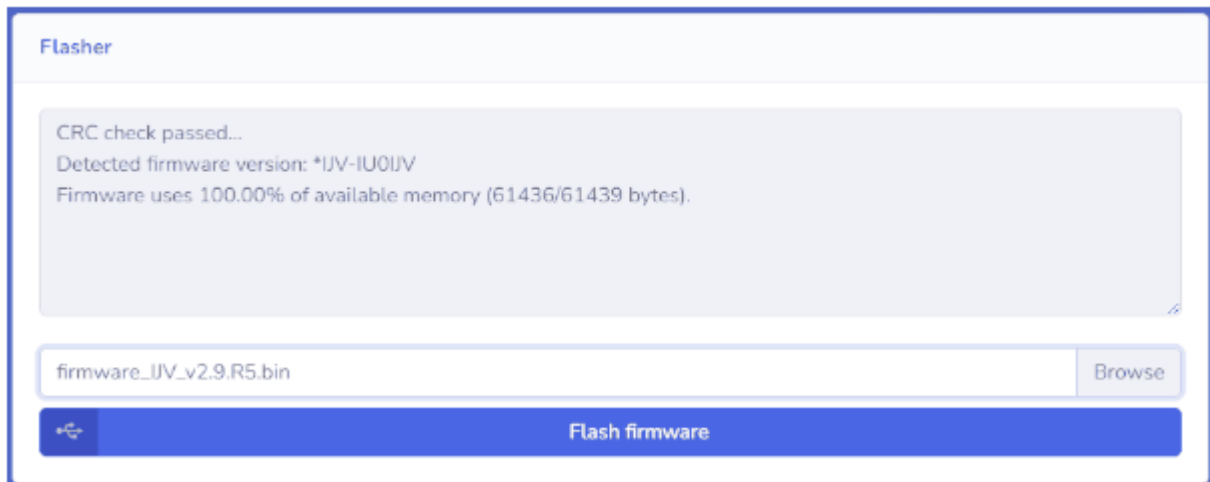 Flasher
CRC check passed...
Detected firmware version: *IJV-IU0IJV
Firmware uses 100.00% of available memory (61436/61439 bytes).
firmware_IJV_v2.9.R5.bin
Browse
Flash firmware